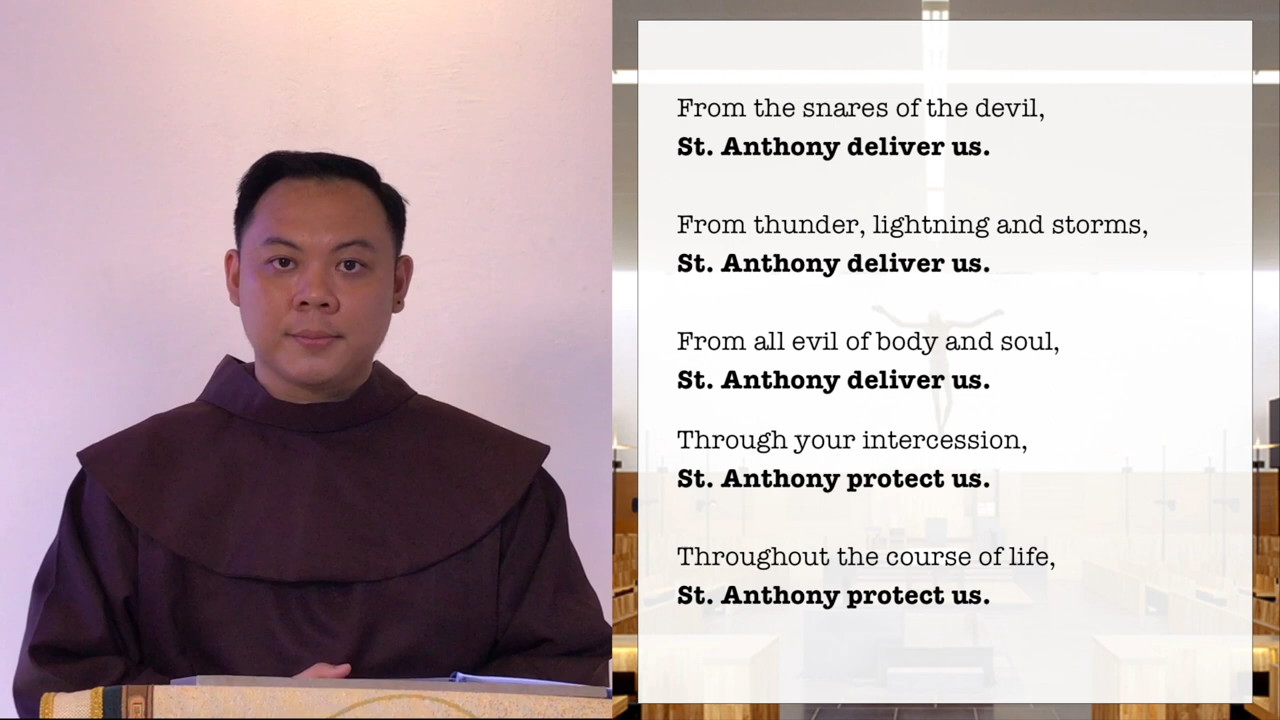 From the snares of the devil,
St. Anthony deliver us.
From thunder, lightning and storms,
St. Anthony deliver us.
From all evil of body and soul,
St. Anthony deliver us.
Through your intercession,
St. Anthony protect us.
Throughout the course of life,
St. Anthony protect us.